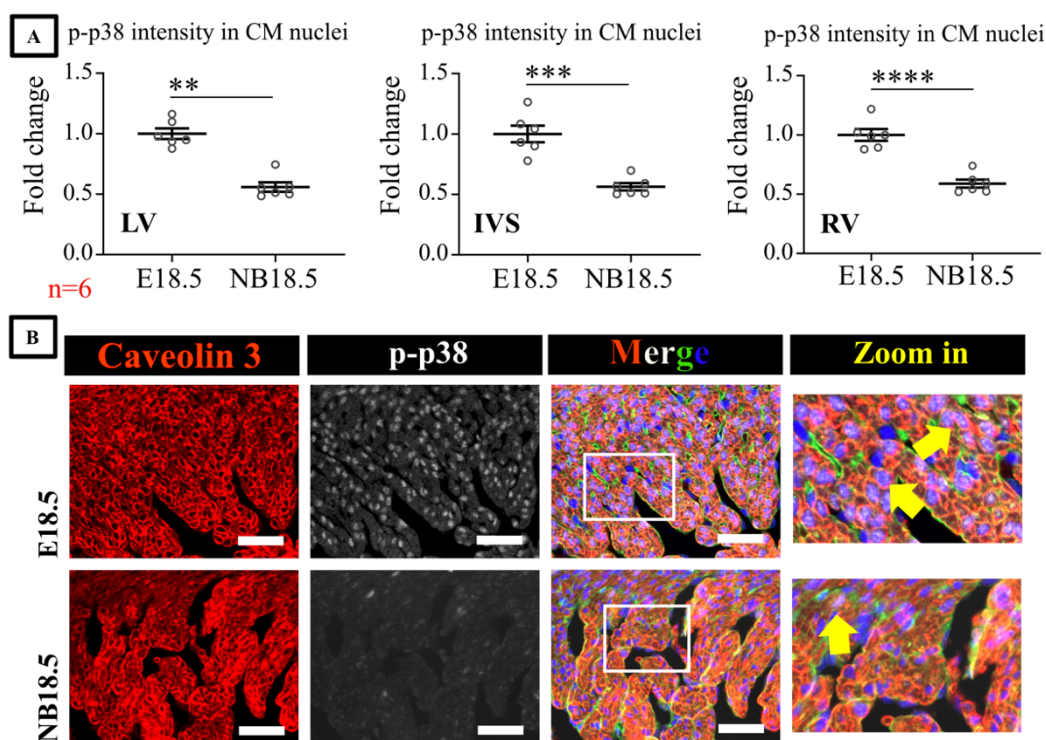 A
p-p38 intensity in CM nuclei
p-p38 intensity in CM nuclei
p-p38 intensity in CM nuclei
Fold change
1.5
1.0
0.5
0.0
**
LV
E18.5 NB18.5
n=6
Fold change
1.5
1.0
0.5
0.0
***
IVS
E18.5 NB18.5
Fold change
1.5
1.0
0.5
0.0
****
RV
E18.5 NB18.5
B
Caveolin 3
p-p38
Merge
Zoom in
E18.5
NB18.5